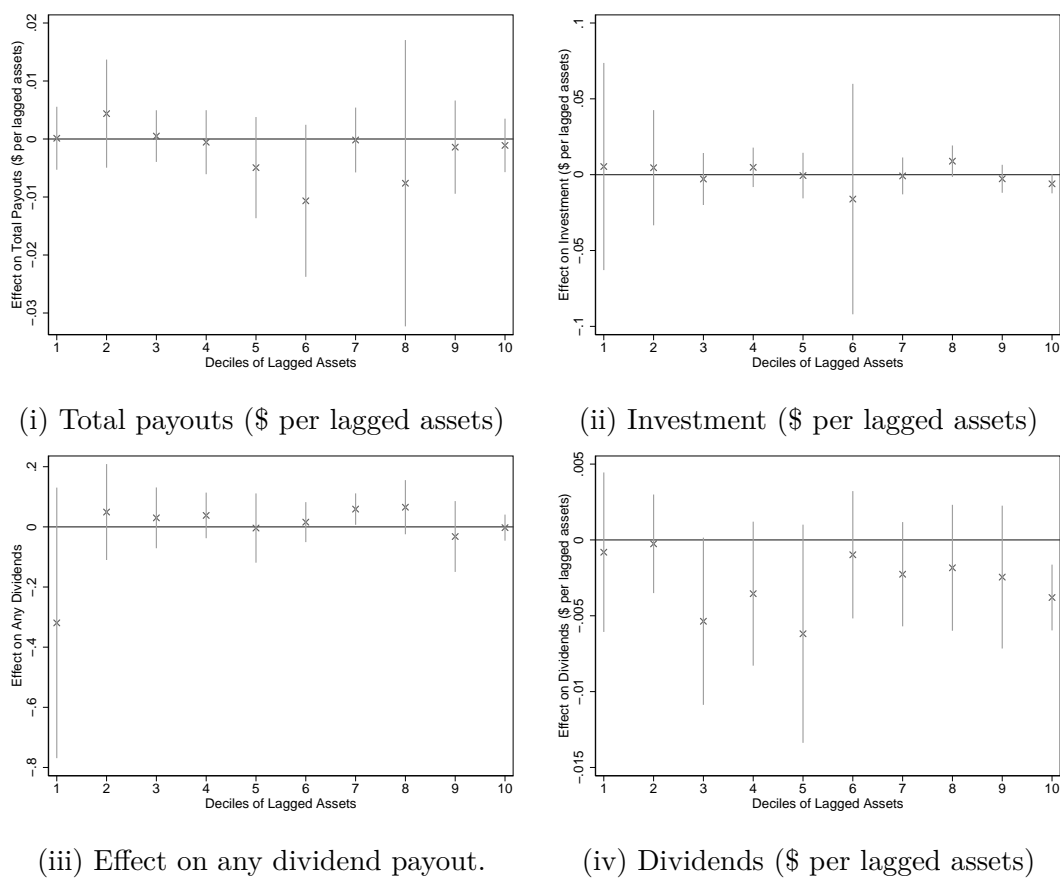 Effect on Total Payouts ($ per lagged assets)
.02
.01
0
-.01
-.02
-.03
1 2 3 4 5 6 7 8 9 10
Deciles of Lagged Assets
(i) Total payouts ($ per lagged assets)
Effect on Investment ($ per lagged assets)
.1
.05
0
-.05
-.1
1 2 3 4 5 6 7 8 9 10
Deciles of Lagged Assets
(ii) Investment ($ per lagged assets)
Effect on Any Dividends
.2
0
-.2
-.4
-.6
-.8
1 2 3 4 5 6 7 8 9 10
Deciles of Lagged Assets
(iii) Effect on any dividend payout.
Effect on Dividends ($ per lagged assets)
.005
0
-.005
-.01
-.015
1 2 3 4 5 6 7 8 9 10
Deciles of Lagged Assets
(iv) Dividends ($ per lagged assets)